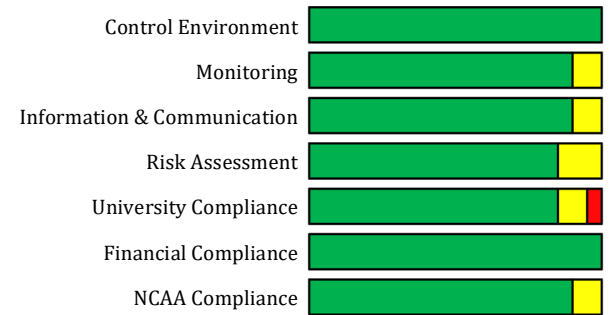 Control Environment
Monitoring
Information & Communication
Risk Assessment
University Compliance
Financial Compliance
NCAA Compliance